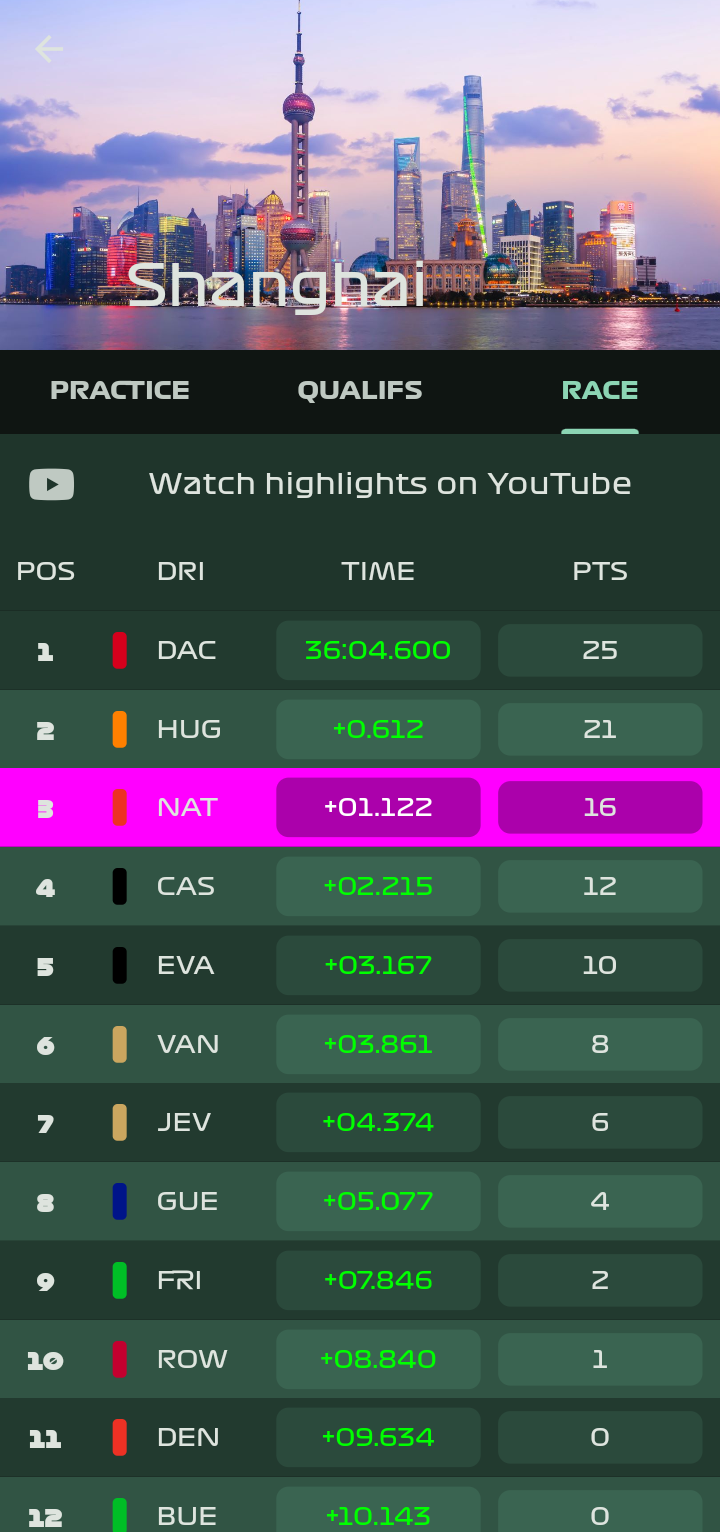 Shanghai
PRACTICE QUALIFS RACE
Watch highlights on YouTube
POS DRI TIME PTS
1 DAC 36:04.600 25
2 HUG +0.612 21
3 NAT +01.122 16
4 CAS +02.215 12
5 EVA +03.167 10
6 VAN +03.861 8
7 JEV +04.374 6
8 GUE +05.077 4
9 FRI +07.846 2
10 ROW +08.840 1
11 DEN +09.634 0
12 BUE +10.143 0